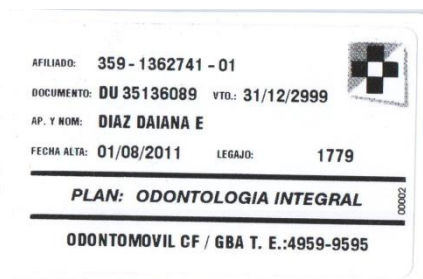 AFILIADO: 359-1362741-01
DOCUMENTO: DU 35136089 VTO.: 31/12/2999
AP. Y NOM: DIAZ DAIANA E
FECHA ALTA: 01/08/2011 LEGAJO: 1779
PLAN: ODONTOLOGIA INTEGRAL
00002
ODONTOMOVIL CF / GBA T. E.:4959-9595